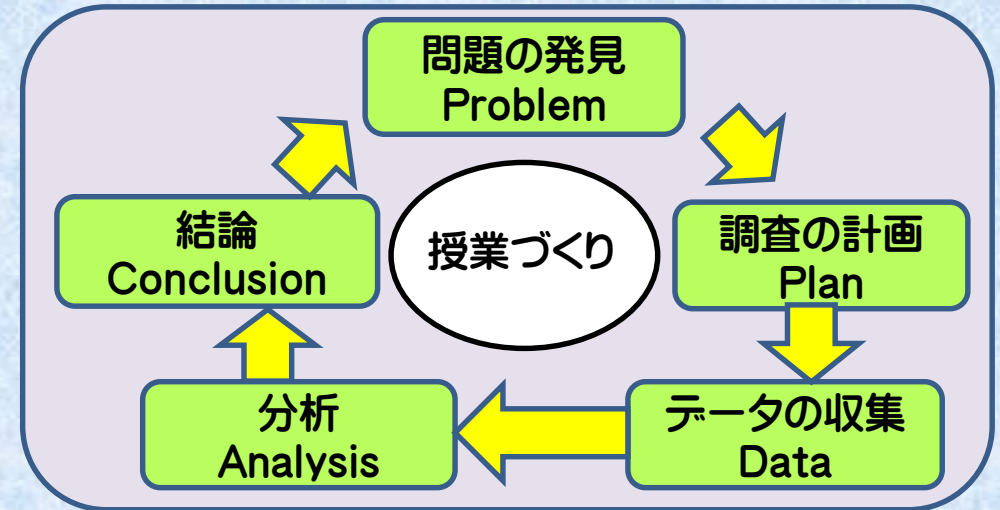 問題の発見
Problem
調査の計画
Plan
データの収集
Data
分析
Analysis
結論
Conclusion
授業づくり